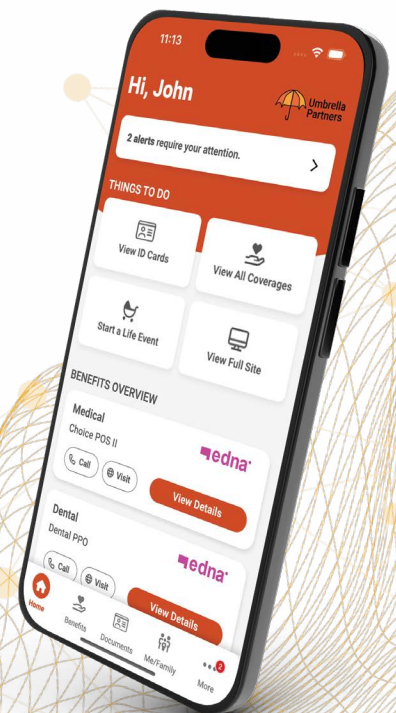 11:13
Hi, John
Umbrella
Partners
2 alerts require your attention.
THINGS TO DO
View ID Cards
View All Coverages
Start a Life Event
View Full Site
BENEFITS OVERVIEW
Medical
Choice POS II
edna
Call
Visit
View Details
Dental
Dental PPO
edna
Call
Visit
View Details
Home
Benefits
Documents
Me/Family
More
2